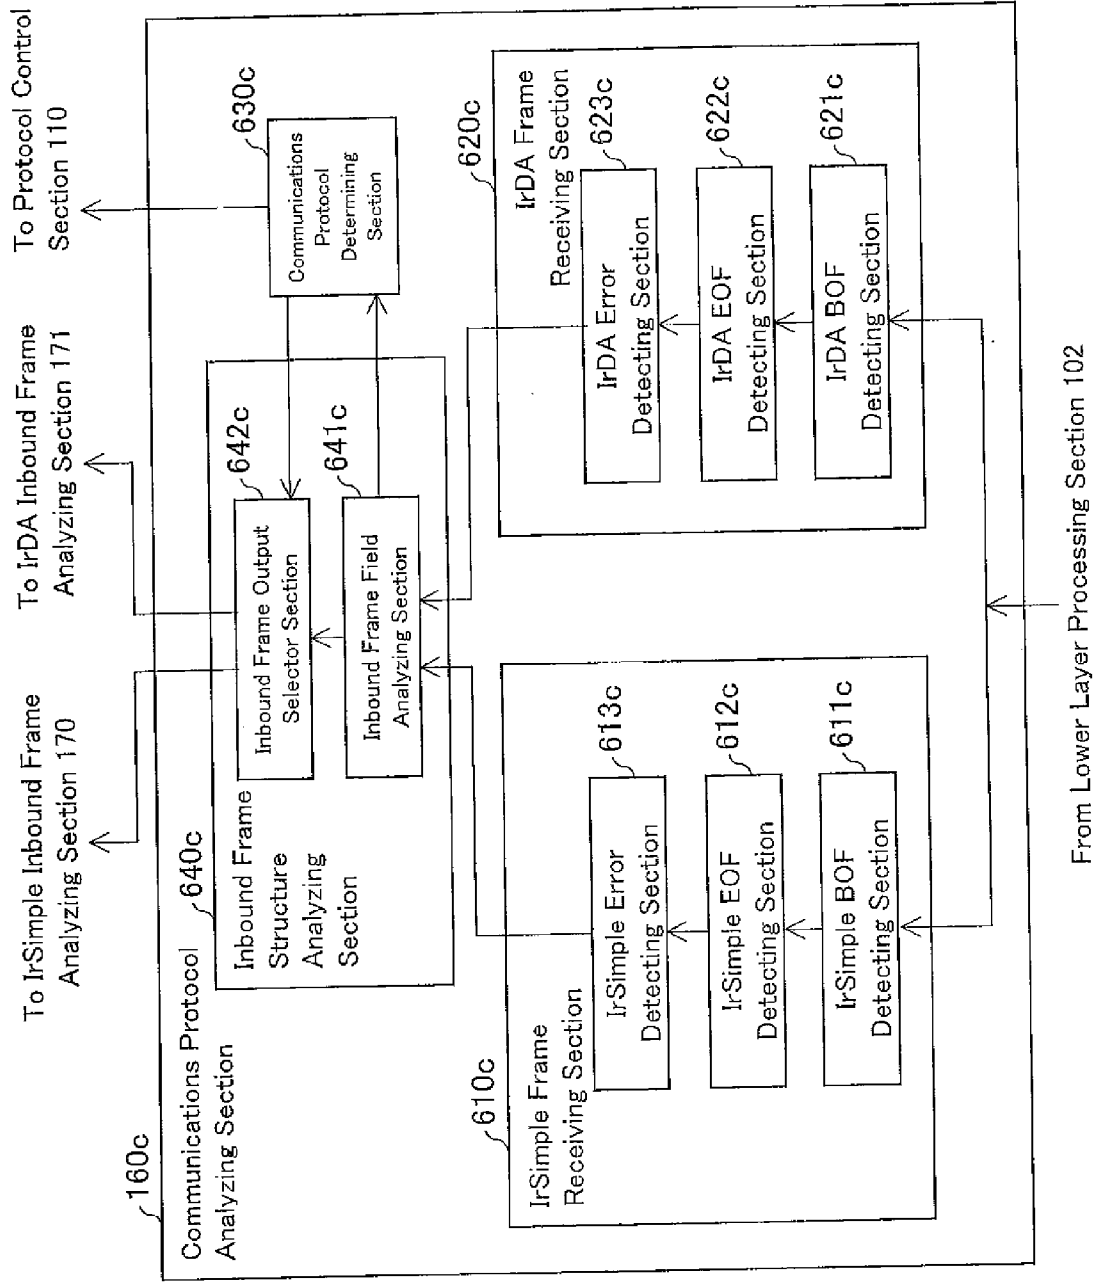 To IrSimple Inbound Frame
Analyzing Section 170
To IrDA Inbound Frame
Analyzing Section 171
To Protocol Control
Section 110
160c
Communications Protocol
Analyzing Section
640c
Inbound Frame
Structure
Analyzing
Section
642c
Inbound Frame Output
Selector Section
641c
Inbound Frame Field
Analyzing Section
630c
Communications
Protocol
Determining
Section
610c
IrSimple Frame
Receiving Section
613c
IrSimple Error
Detecting Section
612c
IrSimple EOF
Detecting Section
611c
IrSimple BOF
Detecting Section
620c
IrDA Frame
Receiving Section
623c
IrDA Error
Detecting Section
622c
IrDA EOF
Detecting Section
621c
IrDA BOF
Detecting Section
From Lower Layer Processing Section 102